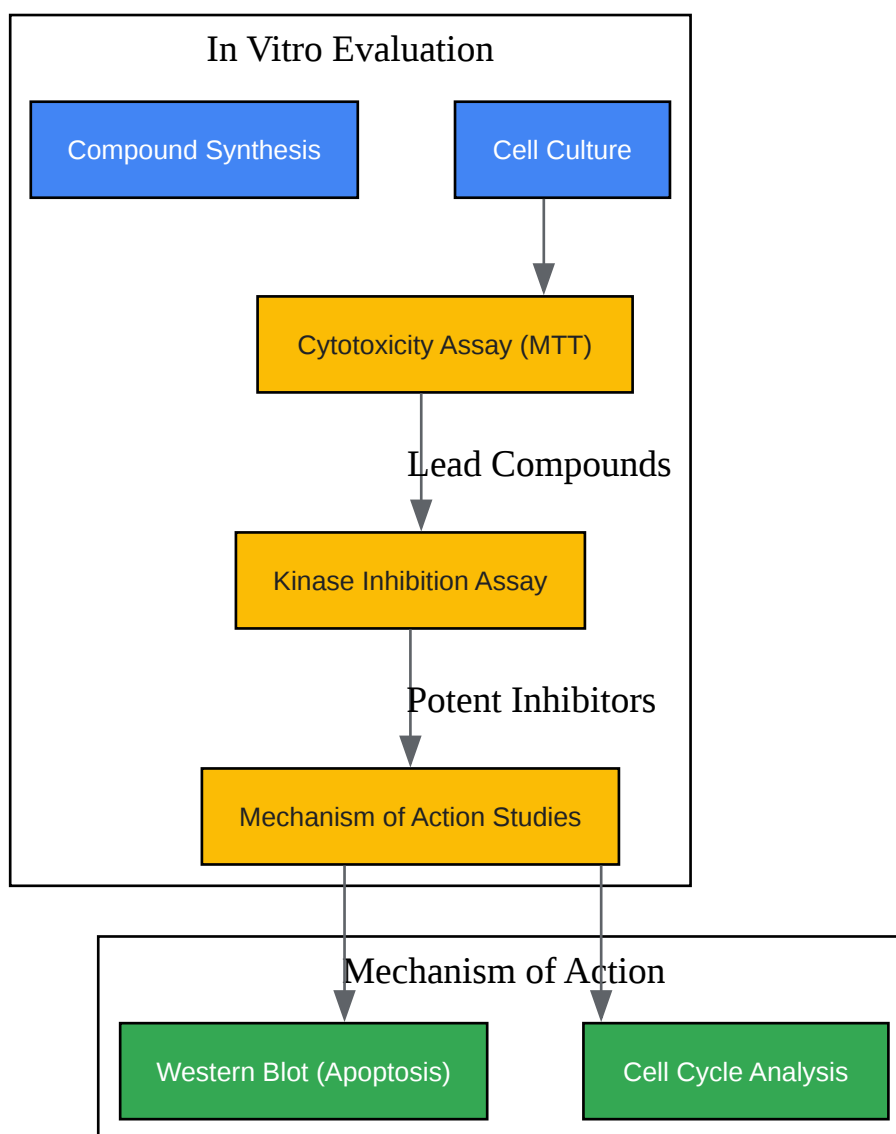 In Vitro Evaluation
Compound Synthesis
Cell Culture
Cytotoxicity Assay (MTT)
Lead Compounds
Kinase Inhibition Assay
Potent Inhibitors
Mechanism of Action Studies
Mechanism of Action
Western Blot (Apoptosis)
Cell Cycle Analysis